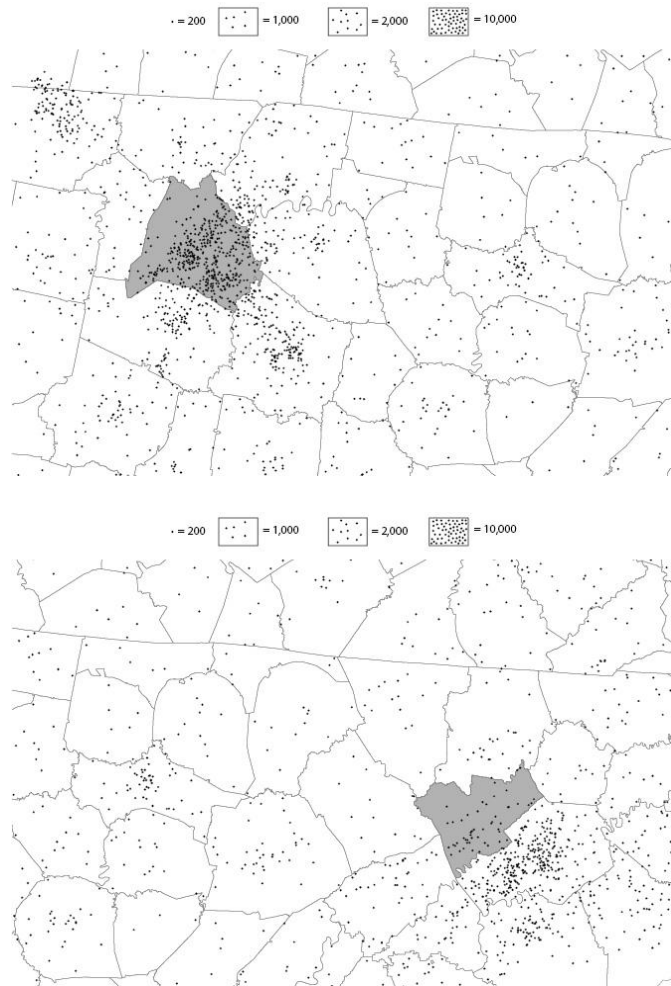 = 200 = 1,000 = 2,000 = 10,000
= 200 = 1,000 = 2,000 = 10,000